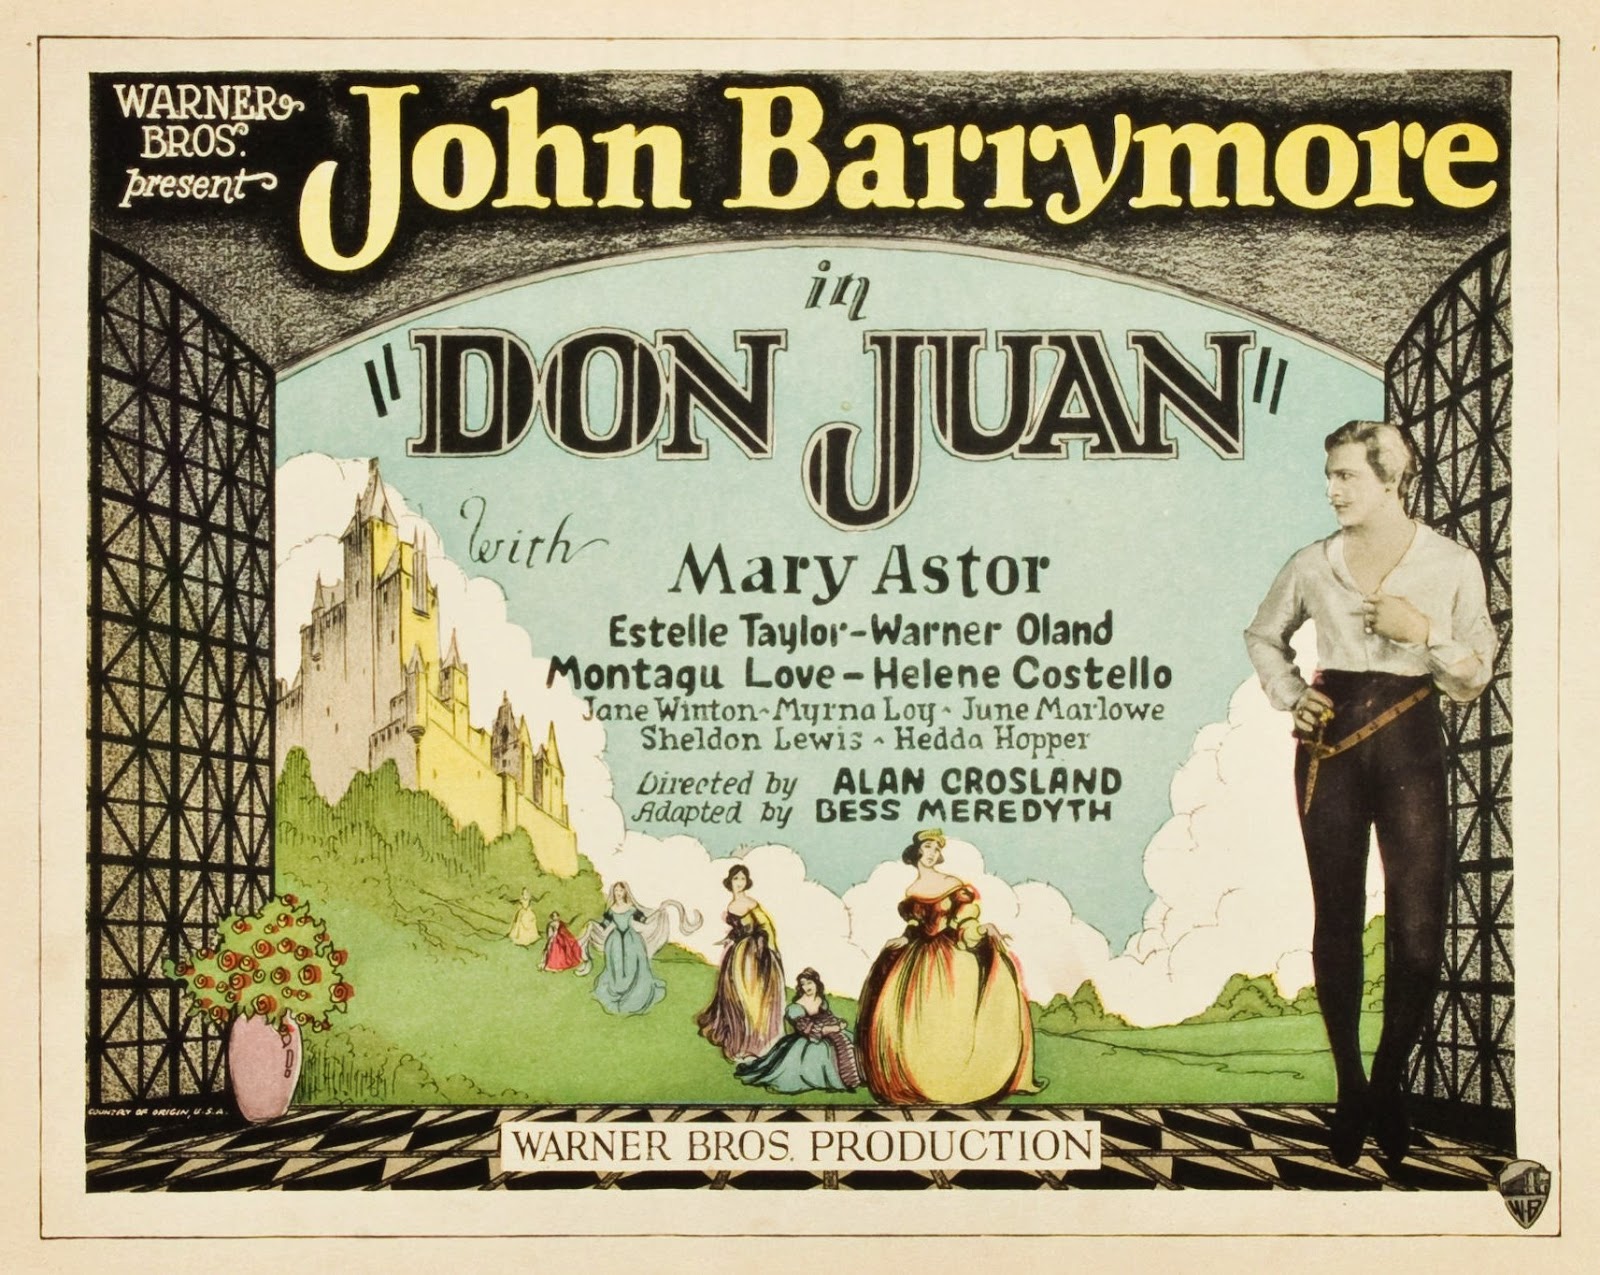 WARNER
BROS.
present
John Barrymore
in
"DON JUAN"
With
Mary Astor
Estelle Taylor-Warner Oland
Montagu Love-Helene Costello
Jane Winton-Myrna Loy-June Marlowe
Sheldon Lewis-Hedda Hopper
Directed by ALAN CROSLAND
Adapted by BESS MEREDYTH
COUNTRY OF ORIGIN, U.S.A.
WARNER BROS. PRODUCTION
W-B